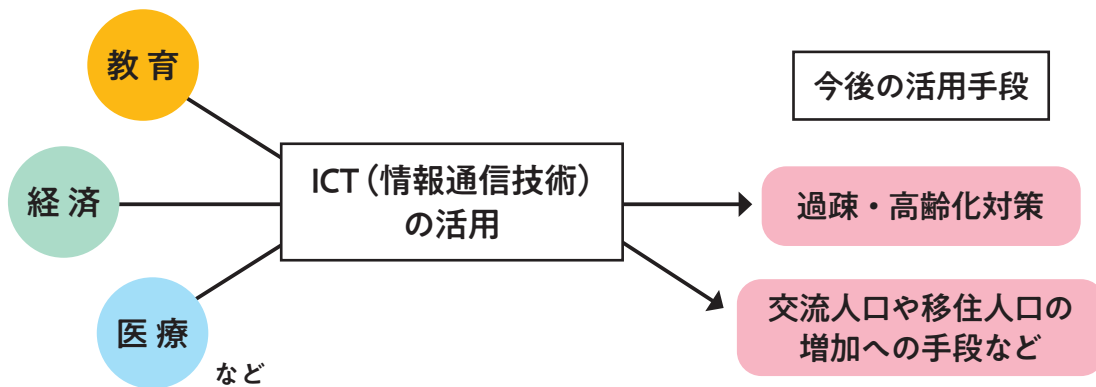 教育
経済
医療
など
ICT（情報通信技術）
の活用
今後の活用手段
過疎・高齢化対策
交流人口や移住人口の
増加への手段など